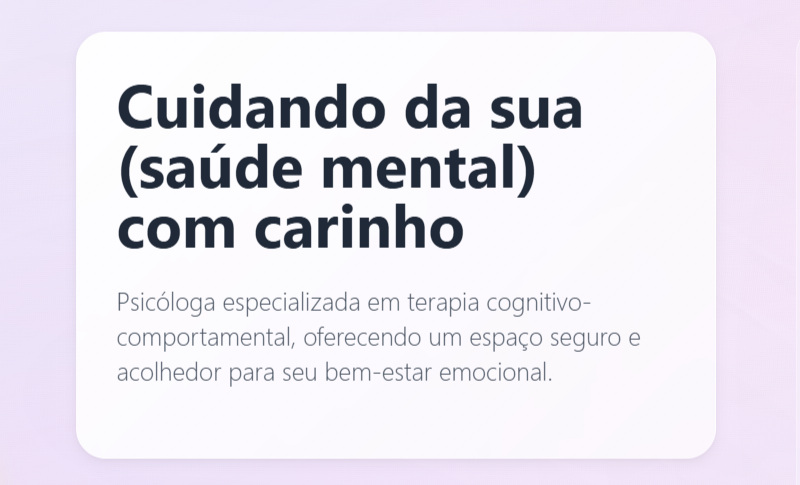 Cuidando da sua
(saúde mental)
com carinho
Psicóloga especializada em terapia cognitivo-
comportamental, oferecendo um espaço seguro e
acolhedor para seu bem-estar emocional.